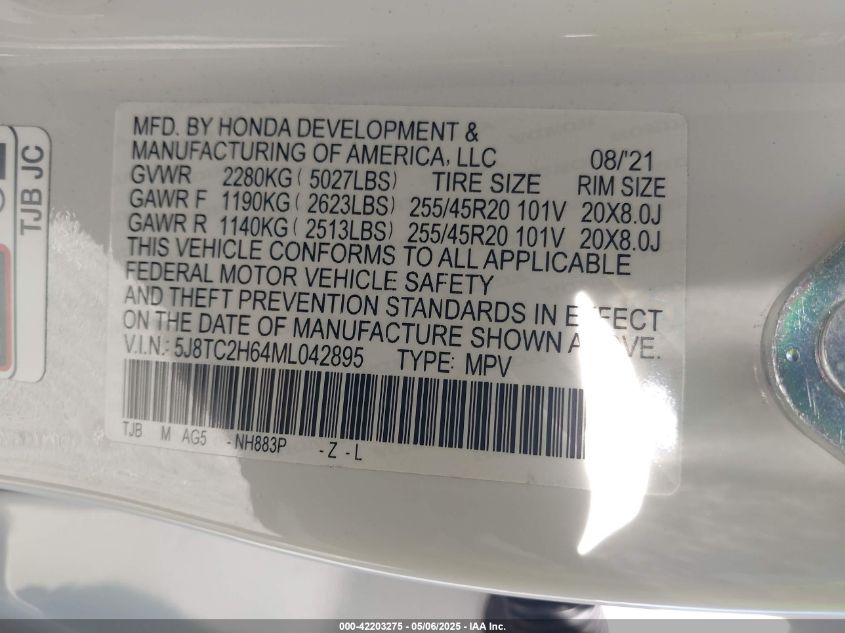 MFD. BY HONDA DEVELOPMENT &
MANUFACTURING OF AMERICA, LLC 08/'21
GVWR 2280KG ( 5027LBS) TIRE SIZE RIM SIZE
GAWR F 1190KG ( 2623LBS) 255/45R20 101V 20X8.0J
GAWR R 1140KG ( 2513LBS) 255/45R20 101V 20X8.0J
THIS VEHICLE CONFORMS TO ALL APPLICABLE
FEDERAL MOTOR VEHICLE SAFETY
AND THEFT PREVENTION STANDARDS IN EFFECT
ON THE DATE OF MANUFACTURE SHOWN ABOVE.
V.I.N.: 5J8TC2H64ML042895 TYPE: MPV
TJB M AG5 - NH883P - Z - L
TJB JC
000-42203275 - 05/06/2025 - IAA Inc.